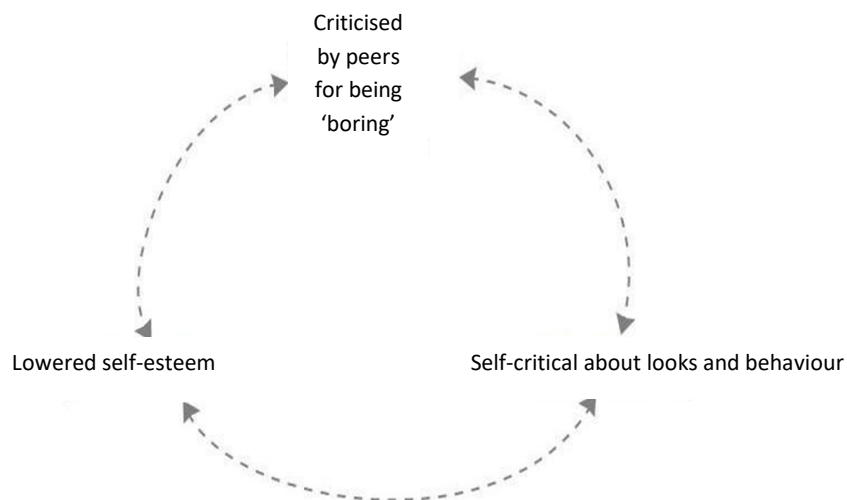 Criticised
by peers
for being
‘boring’
Lowered self-esteem
Self-critical about looks and behaviour